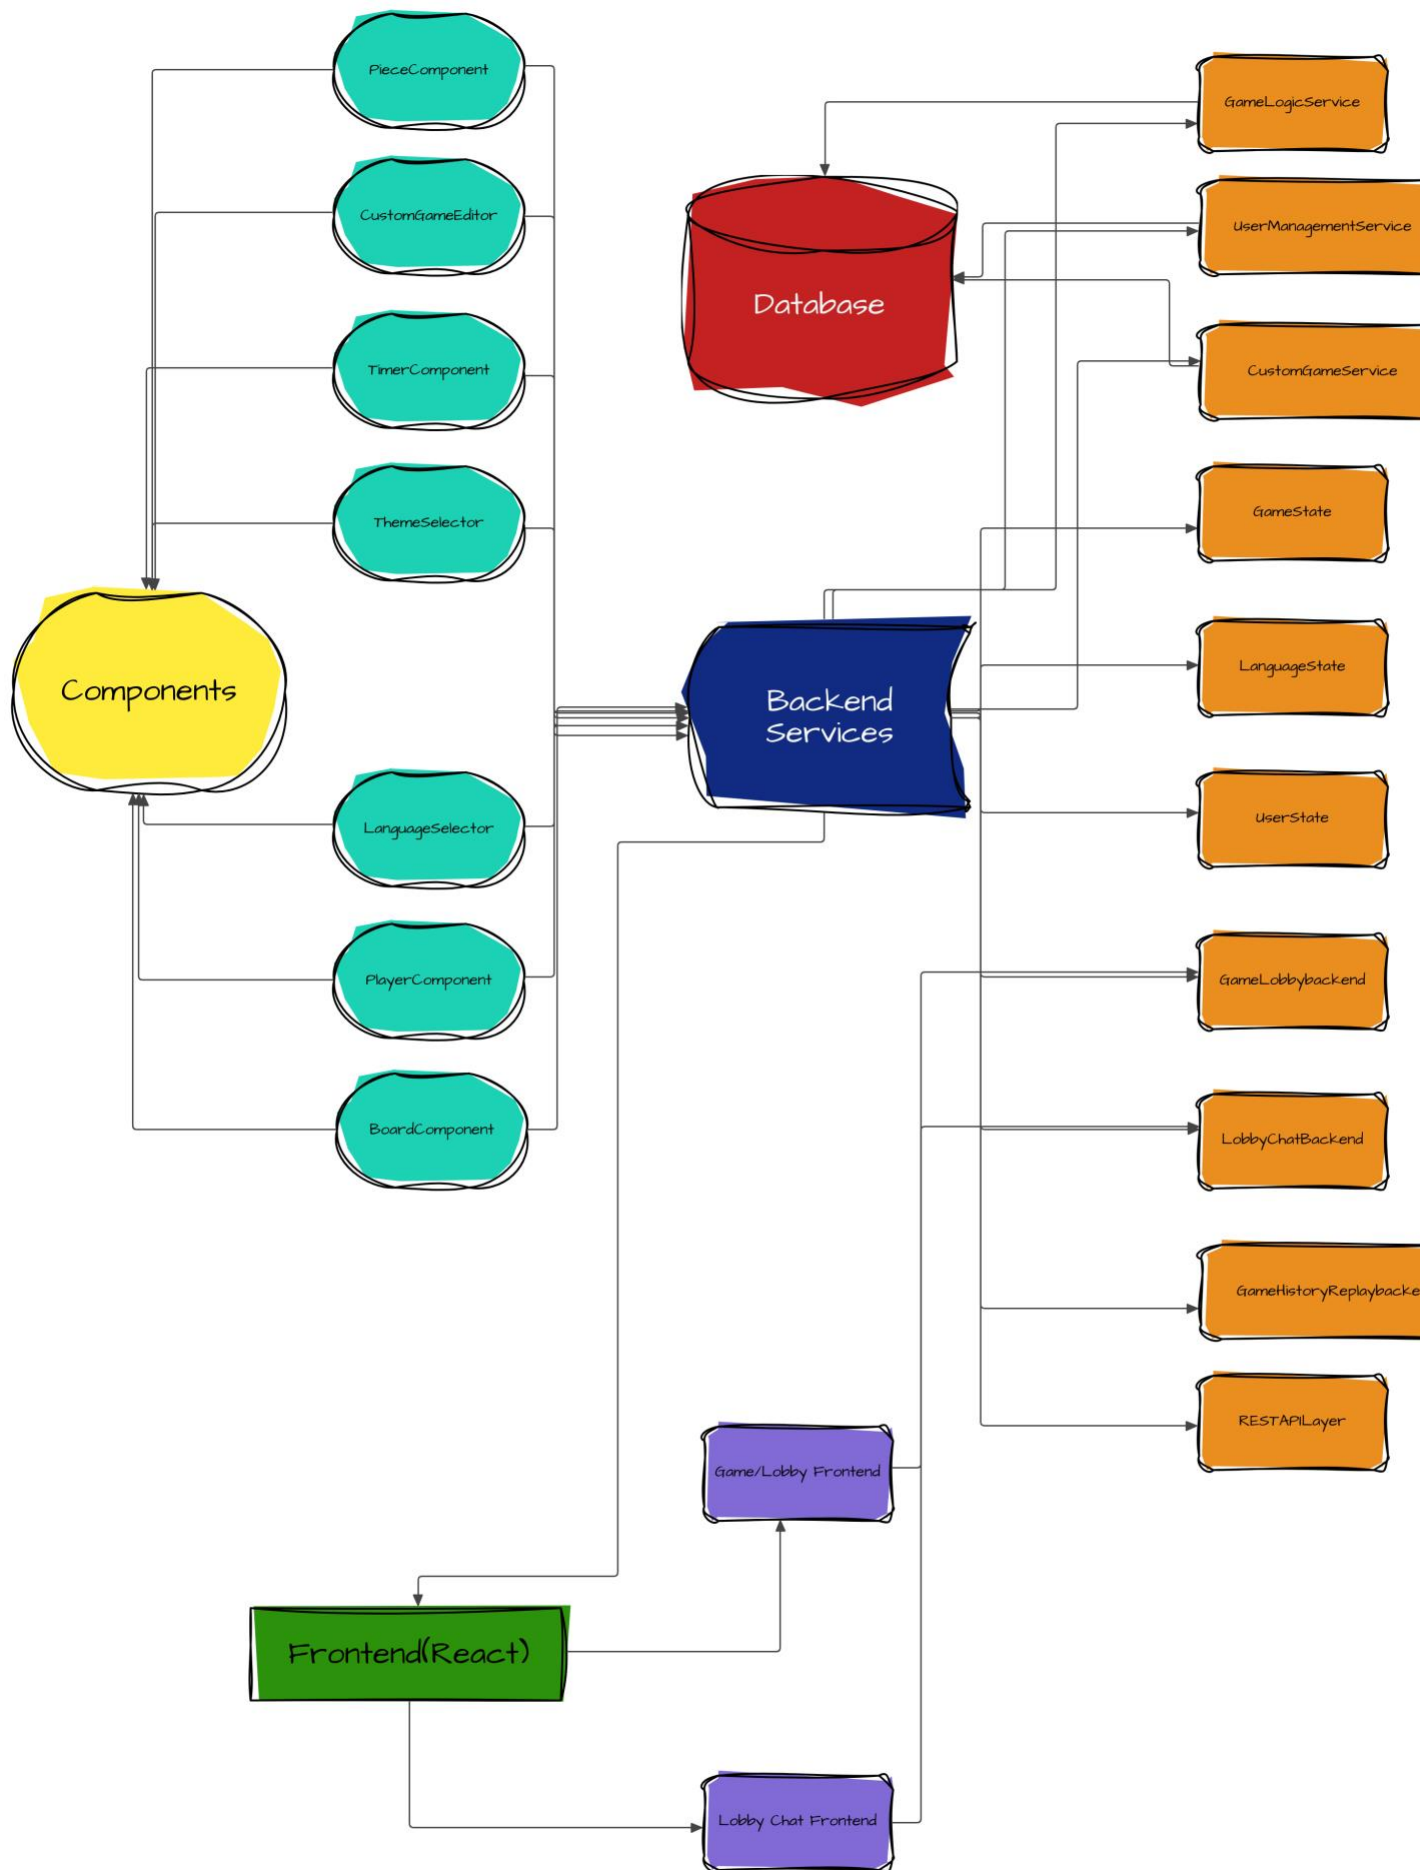 PieceComponent
CustomGameEditor
TimerComponent
ThemeSelector
Components
LanguageSelector
PlayerComponent
BoardComponent
Database
Backend
Services
GameLogicService
UserManagementService
CustomGameService
GameState
LanguageState
UserState
GameLobbybackend
LobbyChatBackend
GameHistoryReplaybacke
RESTAPILayer
Game/Lobby Frontend
Frontend(React)
Lobby Chat Frontend